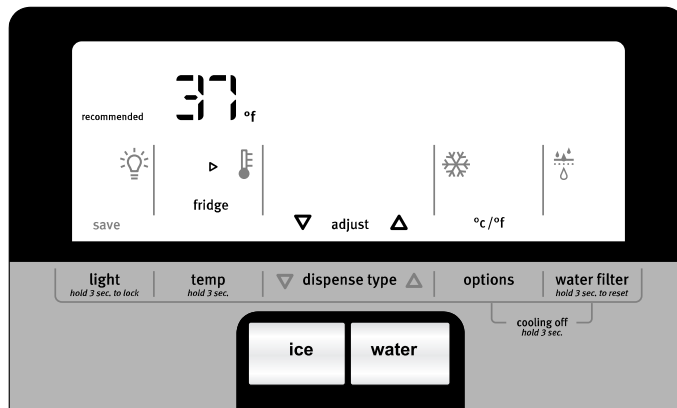 37 °f
recommended
fridge
save
adjust
°c/°f
light
hold 3 sec. to lock
temp
hold 3 sec.
dispense type
options
water filter
hold 3 sec. to reset
cooling off
hold 3 sec.
ice
water